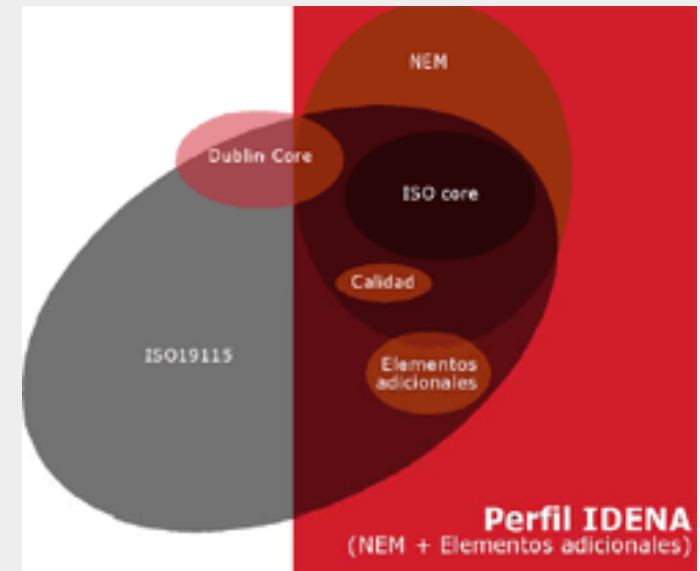 NEM
Dublin Core
ISO core
Calidad
ISO19115
Elementos
adicionales
Perfil IDENA
(NEM + Elementos adicionales)